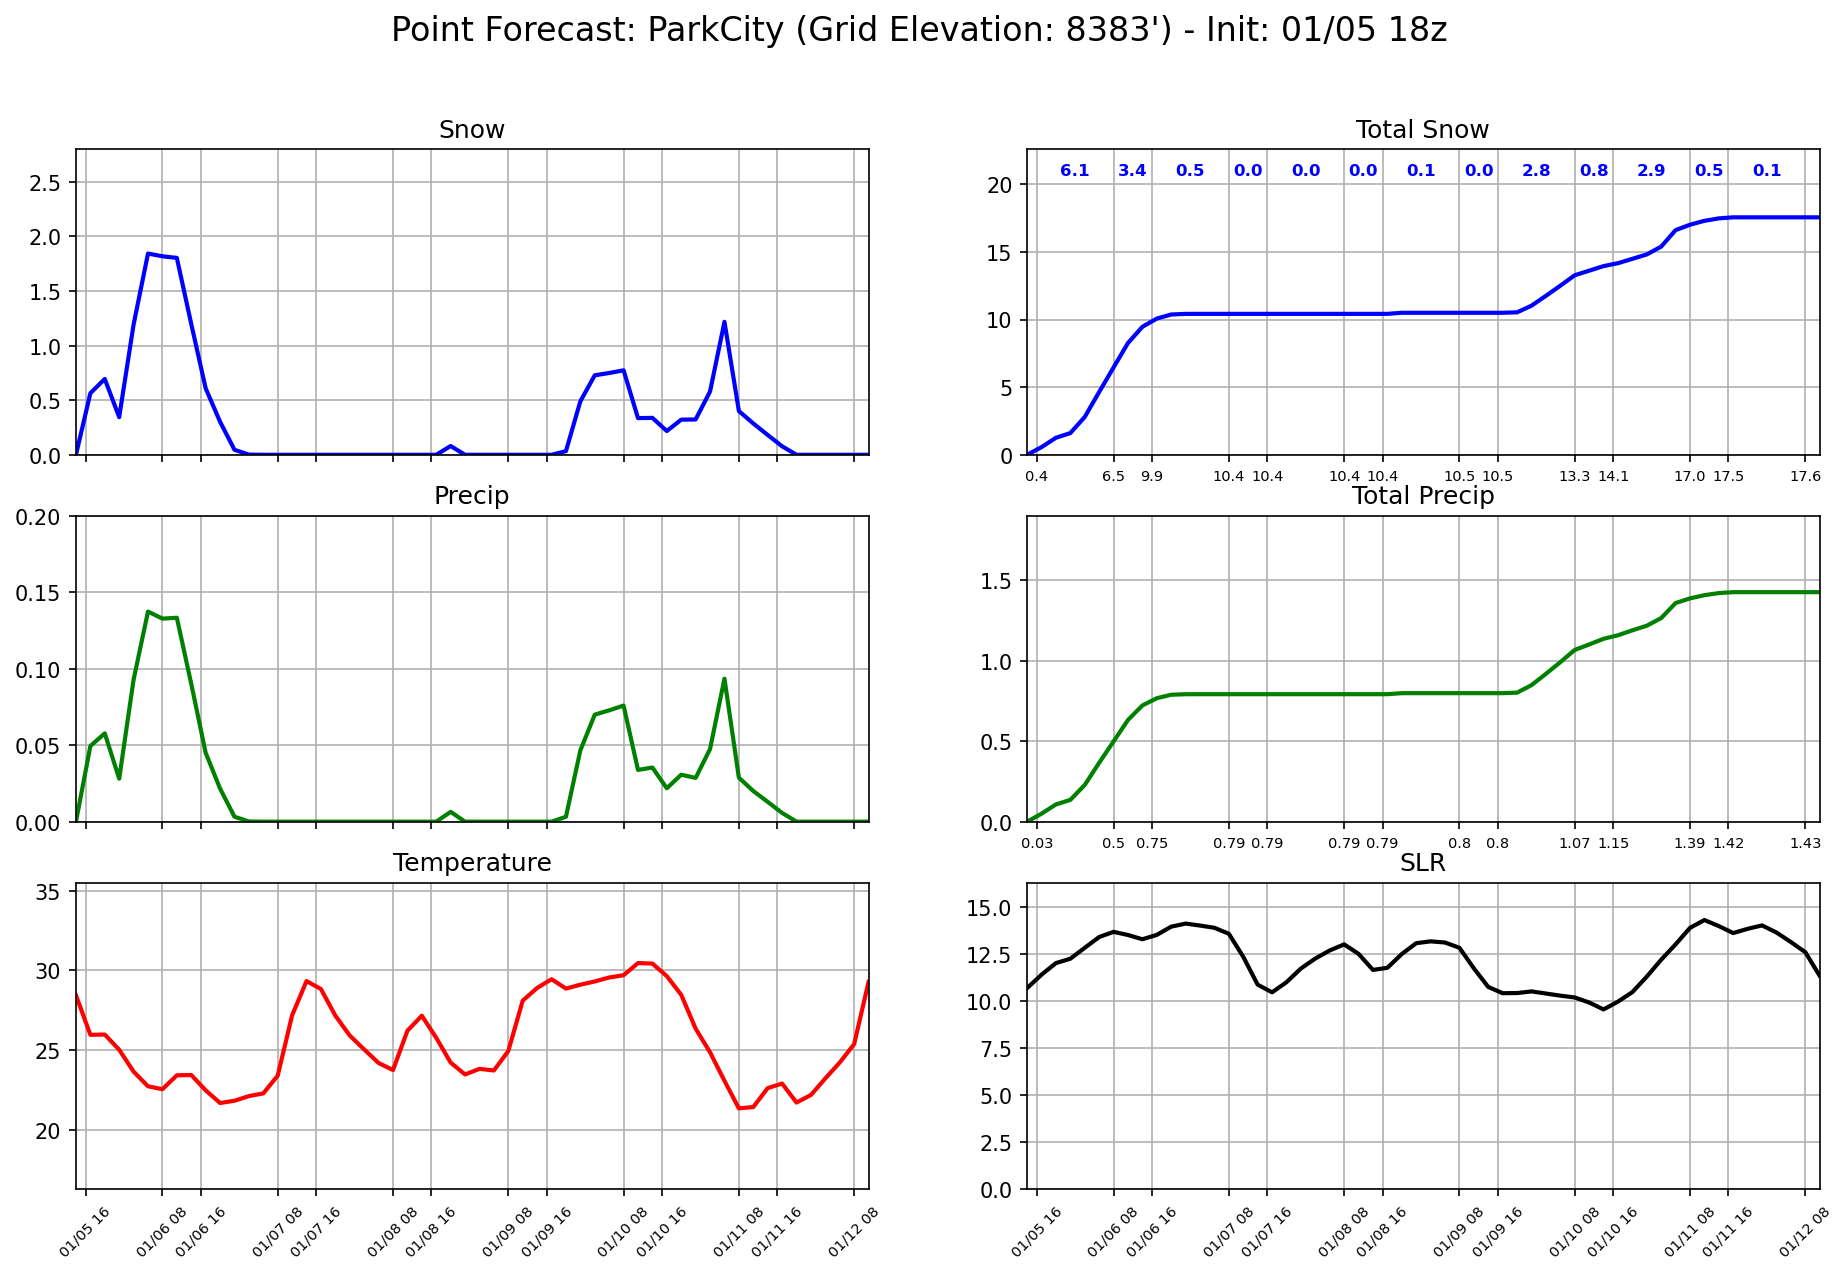 Point Forecast: ParkCity (Grid Elevation: 8383') - Init: 01/05 18z
Snow
2.5
2.0
1.5
1.0
0.5
0.0
Total Snow
6.1 3.4 0.5 0.0 0.0 0.0 0.1 0.0 2.8 0.8 2.9 0.5 0.1
20
15
10
5
0
0.4 6.5 9.9 10.4 10.4 10.4 10.4 10.5 10.5 13.3 14.1 17.0 17.5 17.6
Precip
0.20
0.15
0.10
0.05
0.00
Total Precip
1.5
1.0
0.5
0.0
0.03 0.5 0.75 0.79 0.79 0.79 0.79 0.8 0.8 1.07 1.15 1.39 1.42 1.43
Temperature
35
30
25
20
01/05 16 01/06 08 01/06 16 01/07 08 01/07 16 01/08 08 01/08 16 01/09 08 01/09 16 01/10 08 01/10 16 01/11 08 01/11 16 01/12 08
SLR
15.0
12.5
10.0
7.5
5.0
2.5
0.0
01/05 16 01/06 08 01/06 16 01/07 08 01/07 16 01/08 08 01/08 16 01/09 08 01/09 16 01/10 08 01/10 16 01/11 08 01/11 16 01/12 08